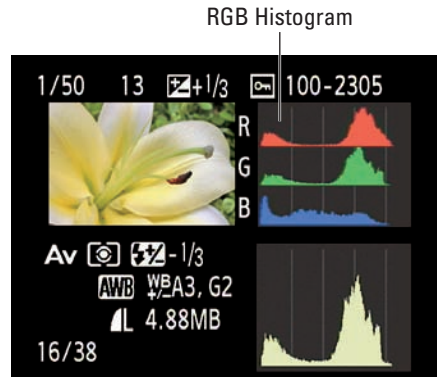 RGB Histogram
1/50 13 +1/3 100-2305
R
G
B
Av -1/3
AWB WB+/- A3, G2
L 4.88MB
16/38